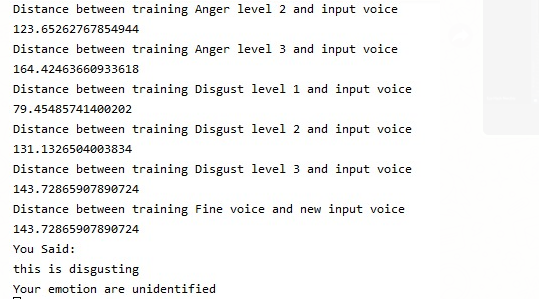 Distance between training Anger level 2 and input voice
123.65262767854944
Distance between training Anger level 3 and input voice
164.42463660933618
Distance between training Disgust level 1 and input voice
79.45485741400202
Distance between training Disgust level 2 and input voice
131.1326504003834
Distance between training Disgust level 3 and input voice
143.72865907890724
Distance between training Fine voice and new input voice
143.72865907890724
You Said:
this is disgusting
Your emotion are unidentified